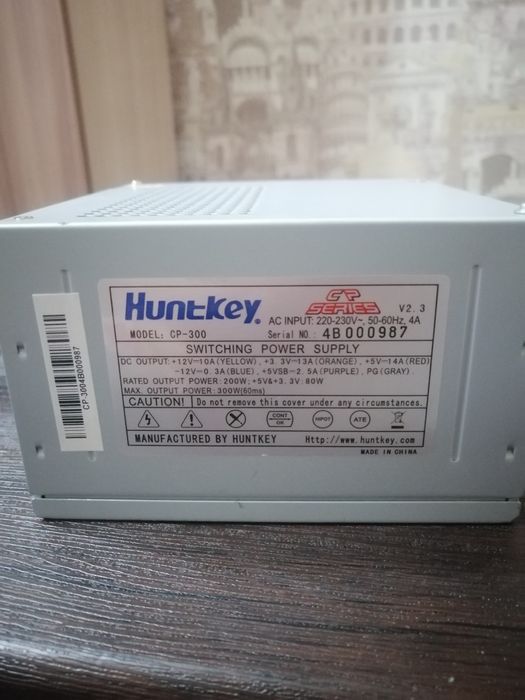 Huntkey®
CP
SERIES
V2.3
AC INPUT: 220-230V~, 50-60Hz, 4A
MODEL: CP-300
Serial NO.: 4B000987
SWITCHING POWER SUPPLY
DC OUTPUT: +12V⎓10A(YELLOW), +3.3V⎓13A(ORANGE), +5V⎓14A(RED)
-12V⎓0.3A(BLUE), +5VSB⎓2.5A(PURPLE), PG(GRAY).
RATED OUTPUT POWER: 200W; +5V&+3.3V: 80W
MAX. OUTPUT POWER: 300W(60ms)
CAUTION! Do not remove this cover under any circumstances.
CONT
OK
HIPOT
ATE
MANUFACTURED BY HUNTKEY
Http://www.huntkey.com
MADE IN CHINA
CP-3004B000987